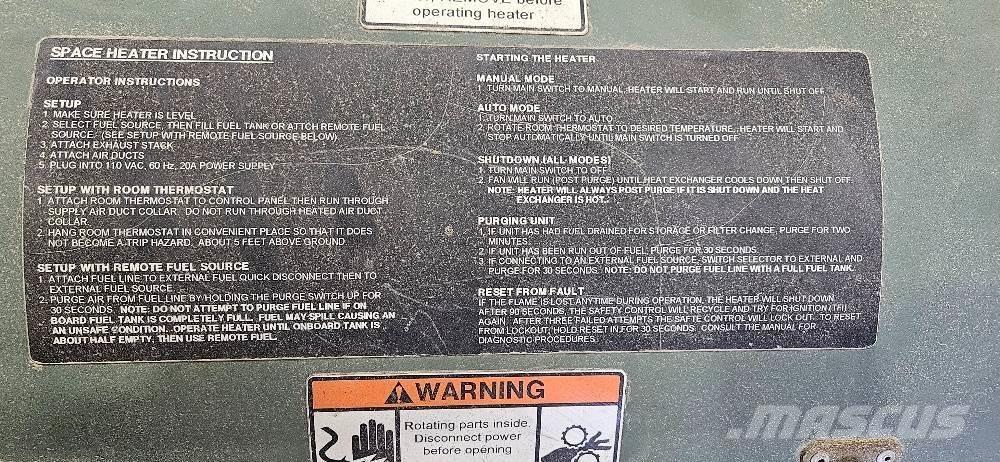 REMOVE before
operating heater
SPACE HEATER INSTRUCTION
OPERATOR INSTRUCTIONS
SETUP
1. MAKE SURE HEATER IS LEVEL
2. SELECT FUEL SOURCE, THEN FILL FUEL TANK OR ATTCH REMOTE FUEL
SOURCE. (SEE SETUP WITH REMOTE FUEL SOURCE BELOW)
3. ATTACH EXHAUST STACK
4. ATTACH AIR DUCTS
5. PLUG INTO 110 VAC, 60 Hz, 20A POWER SUPPLY
SETUP WITH ROOM THERMOSTAT
1. ATTACH ROOM THERMOSTAT TO CONTROL PANEL THEN RUN THROUGH
SUPPLY AIR DUCT COLLAR. DO NOT RUN THROUGH HEATED AIR DUCT
COLLAR.
2. HANG ROOM THERMOSTAT IN CONVENIENT PLACE SO THAT IT DOES
NOT BECOME A TRIP HAZARD. ABOUT 5 FEET ABOVE GROUND.
SETUP WITH REMOTE FUEL SOURCE
1. ATTACH FUEL LINE TO EXTERNAL FUEL QUICK DISCONNECT THEN TO
EXTERNAL FUEL SOURCE.
2. PURGE AIR FROM FUEL LINE BY HOLDING THE PURGE SWITCH UP FOR
30 SECONDS. NOTE: DO NOT ATTEMPT TO PURGE FUEL LINE IF ON
BOARD FUEL TANK IS COMPLETELY FULL. FUEL MAY SPILL CAUSING AN
AN UNSAFE CONDITION. OPERATE HEATER UNTIL ONBOARD TANK IS
ABOUT HALF EMPTY, THEN USE REMOTE FUEL.
STARTING THE HEATER
MANUAL MODE
1. TURN MAIN SWITCH TO MANUAL, HEATER WILL START AND RUN UNTIL SHUT OFF.
AUTO MODE
1. TURN MAIN SWITCH TO AUTO
2. ROTATE ROOM THERMOSTAT TO DESIRED TEMPERATURE. HEATER WILL START AND
STOP AUTOMATICALLY UNTIL MAIN SWITCH IS TURNED OFF
SHUTDOWN (ALL MODES)
1. TURN MAIN SWITCH TO OFF
2. FAN WILL RUN (POST PURGE) UNTIL HEAT EXCHANGER COOLS DOWN THEN SHUT OFF.
NOTE: HEATER WILL ALWAYS POST PURGE IF IT IS SHUT DOWN AND THE HEAT
EXCHANGER IS HOT.
PURGING UNIT
1. IF UNIT HAS HAD FUEL DRAINED FOR STORAGE OR FILTER CHANGE, PURGE FOR TWO
MINUTES.
2. IF UNIT HAS BEEN RUN OUT OF FUEL, PURGE FOR 30 SECONDS.
3. IF CONNECTING TO AN EXTERNAL FUEL SOURCE, SWITCH SELECTOR TO EXTERNAL AND
PURGE FOR 30 SECONDS. NOTE: DO NOT PURGE FUEL LINE WITH A FULL FUEL TANK.
RESET FROM FAULT
IF THE FLAME IS LOST ANYTIME DURING OPERATION, THE HEATER WILL SHUT DOWN.
AFTER 90 SECONDS, THE SAFETY CONTROL WILL RECYCLE AND TRY FOR IGNITION (TFI)
AGAIN. AFTER THREE FAILED ATTEMPTS THE SAFTE CONTROL WILL LOCK OUT. TO RESET
FROM LOCKOUT, HOLD RESET IN FOR 30 SECONDS. CONSULT THE MANUAL FOR
DIAGNOSTIC PROCEDURES.
WARNING
Rotating parts inside.
Disconnect power
before opening
mascus